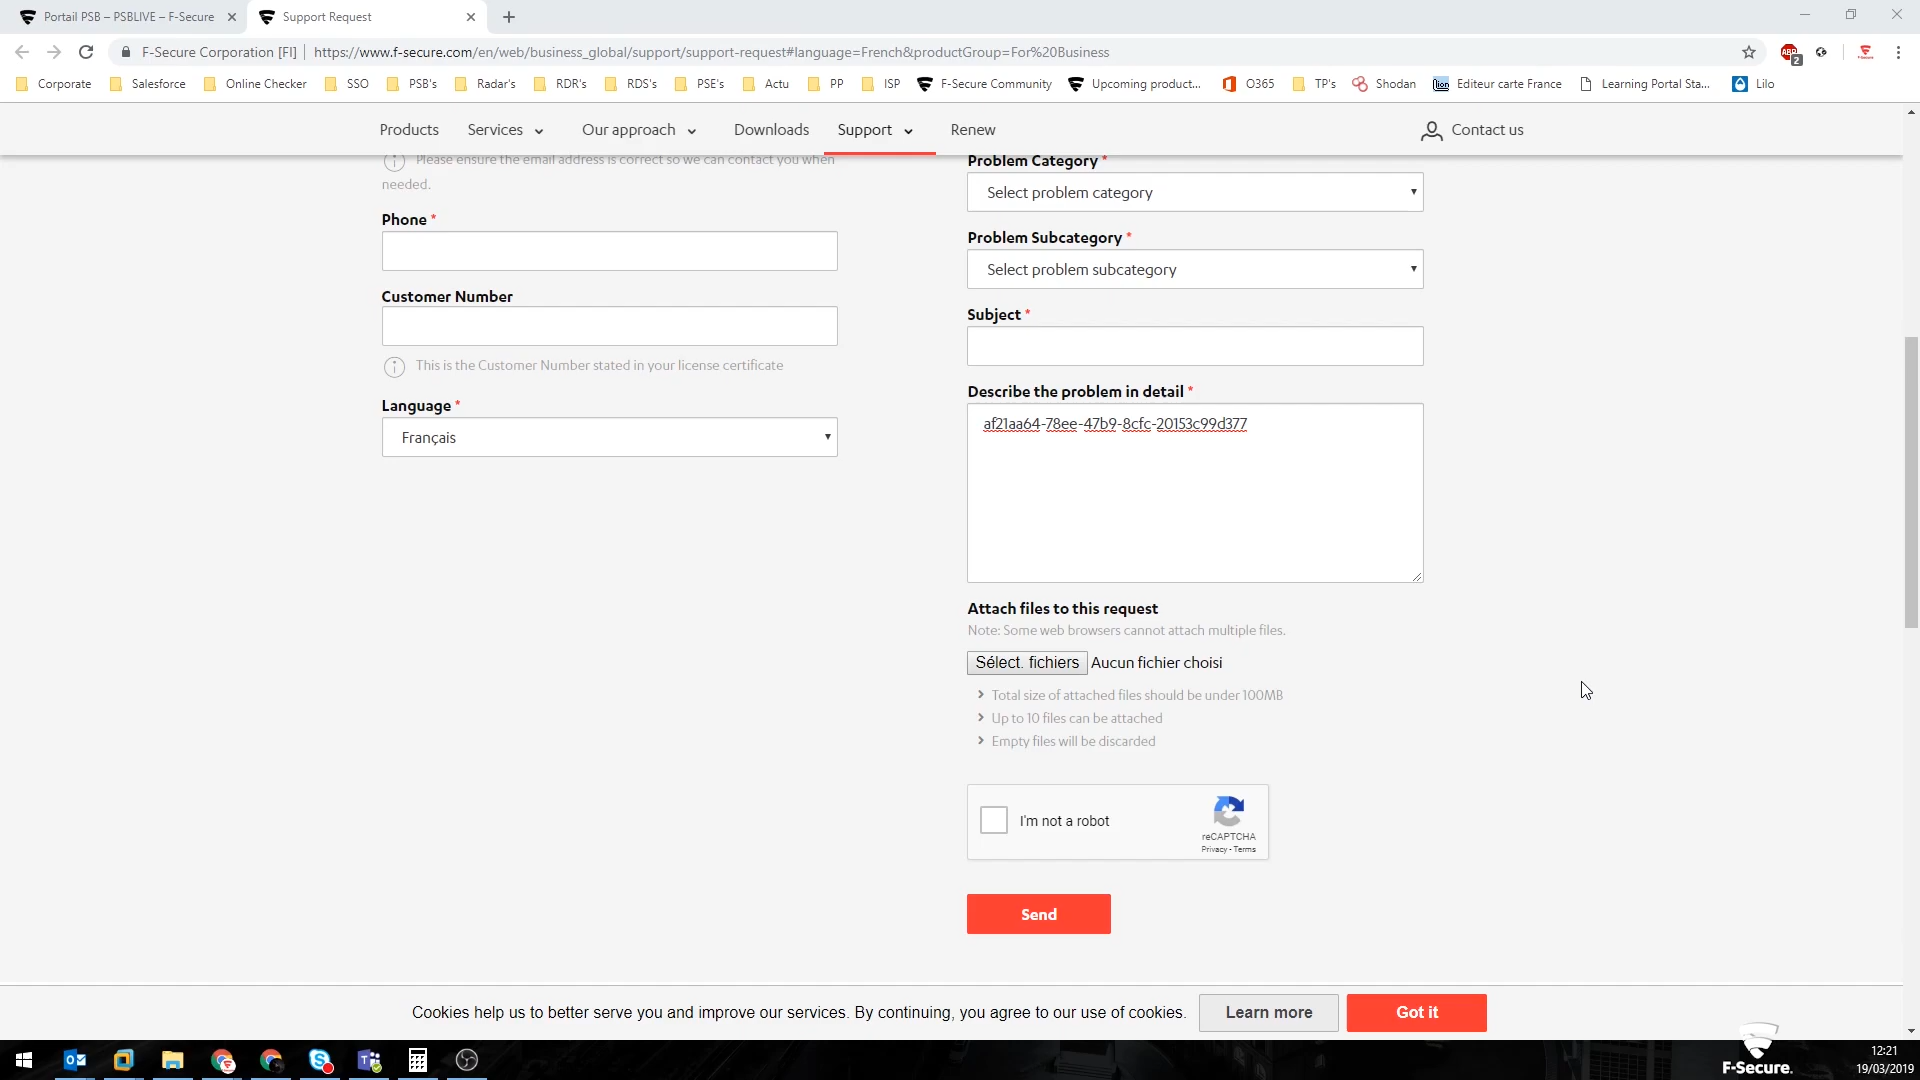 Portail PSB – PSBLIVE – F-Secure
Support Request
F-Secure Corporation [FI]
https://www.f-secure.com/en/web/business_global/support/support-request#language=French&productGroup=For%20Business
ABP
2
Corporate
Salesforce
Online Checker
SSO
PSB's
Radar's
RDR's
RDS's
PSE's
Actu
PP
ISP
F-Secure Community
Upcoming product...
O365
TP's
Shodan
Editeur carte France
Learning Portal Sta...
Lilo
Products
Services
Our approach
Downloads
Support
Renew
Contact us
Please ensure the email address is correct so we can contact you when
needed.
Phone *
Customer Number
This is the Customer Number stated in your license certificate
Language *
Français
Problem Category *
Select problem category
Problem Subcategory *
Select problem subcategory
Subject *
Describe the problem in detail *
af21aa64-78ee-47b9-8cfc-20153c99d377
Attach files to this request
Note: Some web browsers cannot attach multiple files.
Sélect. fichiers
Aucun fichier choisi
Total size of attached files should be under 100MB
Up to 10 files can be attached
Empty files will be discarded
I'm not a robot
reCAPTCHA
Privacy - Terms
Send
Cookies help us to better serve you and improve our services. By continuing, you agree to our use of cookies.
Learn more
Got it
F-Secure.
12:21
19/03/2019